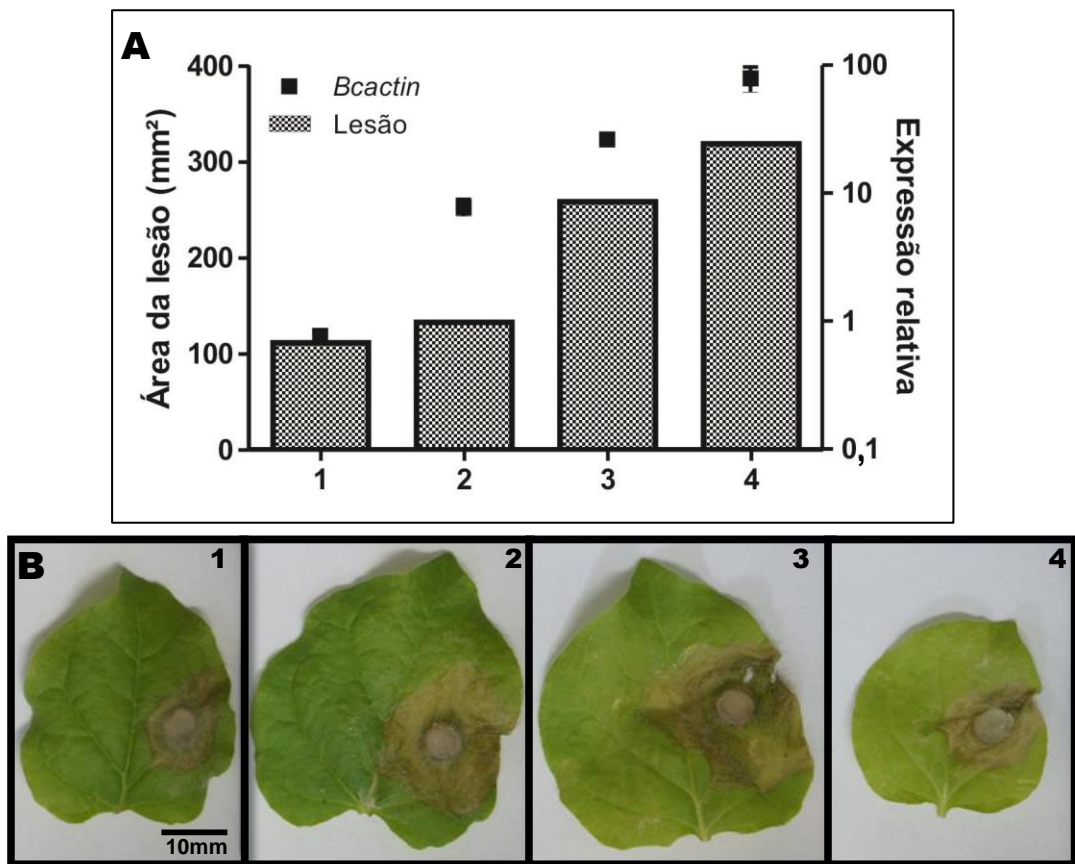 A
Área da lesão (mm²)
400
300
200
100
0
Bcactin
Lesão
100
10
1
0,1
Expressão relativa
1 2 3 4
B
1
2
3
4
10mm